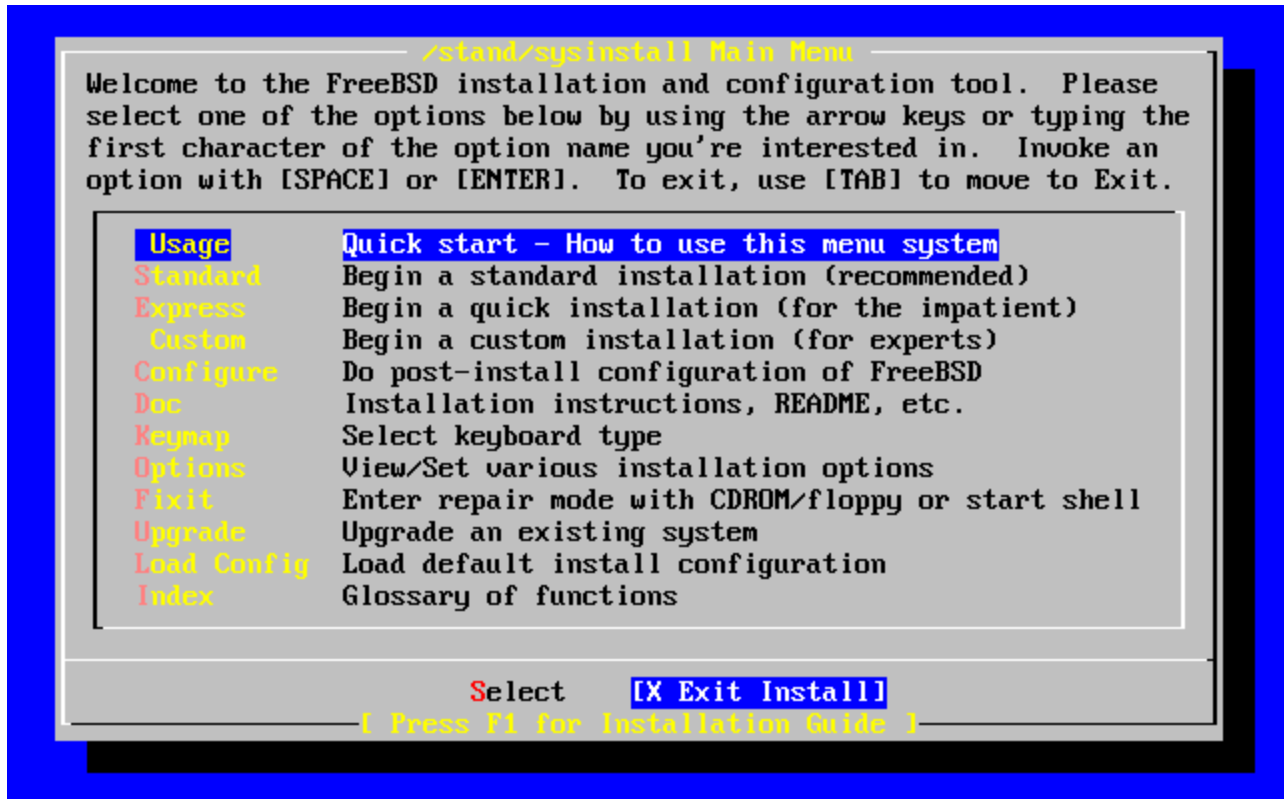 /stand/sysinstall Main Menu
Welcome to the FreeBSD installation and configuration tool.  Please
select one of the options below by using the arrow keys or typing the
first character of the option name you're interested in.  Invoke an
option with [SPACE] or [ENTER].  To exit, use [TAB] to move to Exit.
Usage Quick start - How to use this menu system
Standard Begin a standard installation (recommended)
Express Begin a quick installation (for the impatient)
Custom Begin a custom installation (for experts)
Configure Do post-install configuration of FreeBSD
Doc Installation instructions, README, etc.
Keymap Select keyboard type
Options View/Set various installation options
Fixit Enter repair mode with CDROM/floppy or start shell
Upgrade Upgrade an existing system
Load Config Load default install configuration
Index Glossary of functions
Select [X Exit Install]
[ Press F1 for Installation Guide ]